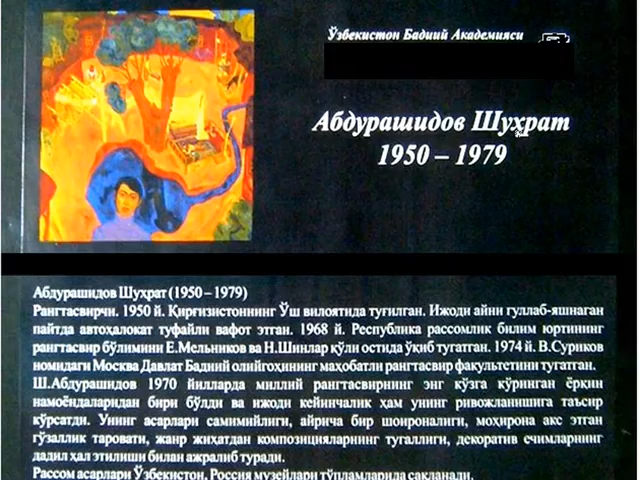 Ўзбекистон Бадиий Академияси
Абдурашидов Шуҳрат
1950 – 1979
Абдурашидов Шуҳрат (1950 – 1979)
Рангтасвирчи. 1950 й. Қирғизистоннинг Ўш вилоятида туғилган. Ижоди айни гуллаб-яшнаган
пайтда автоҳалокат туфайли вафот этган. 1968 й. Республика рассомлик билим юртининг
рангтасвир бўлимини Е.Мельников ва Н.Шинлар қўли остида ўқиб тугатган. 1974 й. В.Суриков
номидаги Москва Давлат Бадиий олийгоҳининг маҳобатли рангтасвир факультетини тугатган.
Ш.Абдурашидов 1970 йилларда миллий рангтасвирнинг энг кўзга кўринган ёрқин
намоёндаларидан бири бўлди ва ижоди кейинчалик ҳам унинг ривожланишига таъсир
кўрсатди. Унинг асарлари самимийлиги, айрича бир шоироналиги, моҳирона акс этган
гўзаллик таровати, жанр жиҳатдан композицияларнинг тугаллиги, декоратив ечимларнинг
дадил ҳал этилиши билан ажралиб туради.
Рассом асарлари Ўзбекистон, Россия музейлари тўпламларида сақланади.